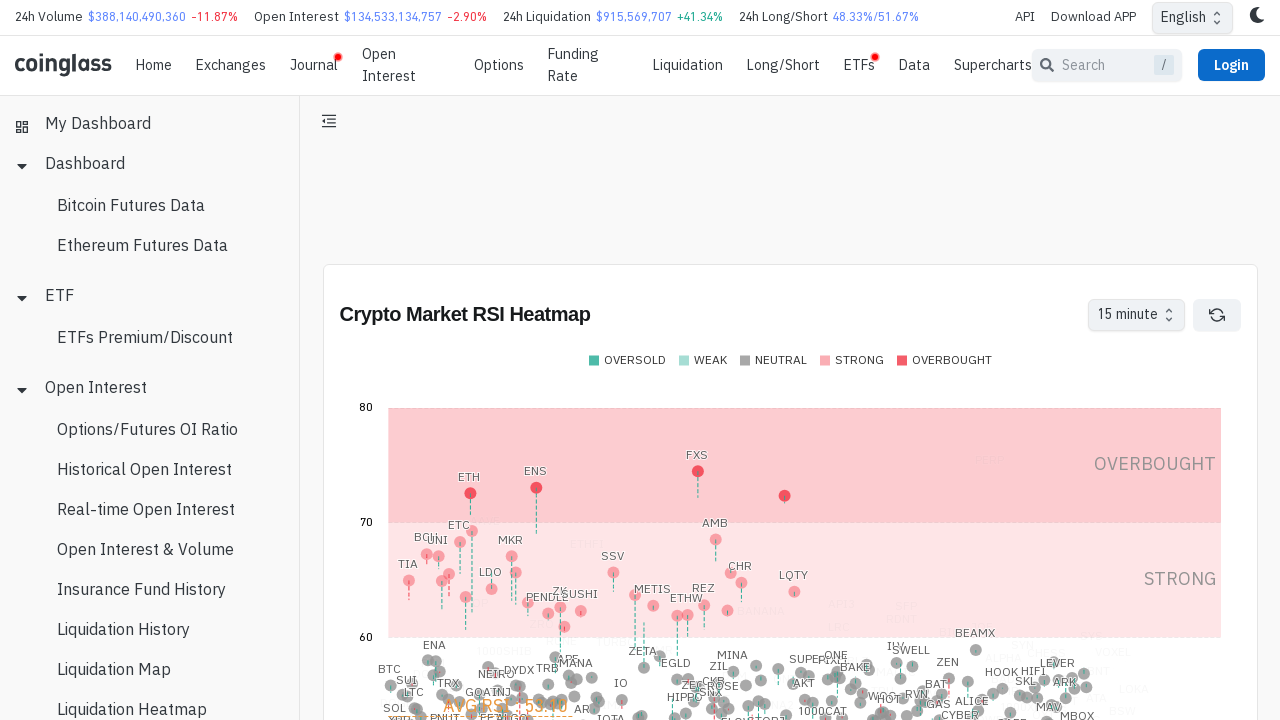 24h Volume $388,140,490,360 -11.87% Open Interest $134,533,134,757 -2.90% 24h Liquidation $915,569,707 +41.34% 24h Long/Short 48.33%/51.67% API Download APP English
coinglass Home Exchanges Journal Open Interest Options Funding Rate Liquidation Long/Short ETFs Data Supercharts Search / Login
My Dashboard
Dashboard
Bitcoin Futures Data
Ethereum Futures Data
ETF
ETFs Premium/Discount
Open Interest
Options/Futures OI Ratio
Historical Open Interest
Real-time Open Interest
Open Interest & Volume
Insurance Fund History
Liquidation History
Liquidation Map
Liquidation Heatmap
Crypto Market RSI Heatmap 15 minute
OVERSOLD WEAK NEUTRAL STRONG OVERBOUGHT
80
FXS
OVERBOUGHT
ETH ENS
70
ETC AMB
BCH UNI MKR
TIA LDO SSV CHR LQTY STRONG
PENDLE ZK SUSHI METIS ETHW REZ
60
BEAMX
ENA ZETA MINA ONE ILV SWELL
BTC DYDX TRB MANA EGLD ZIL SUPER BAKE ZEN HOOK HIFI LEVER
SUI TRX NEIRO IO ROSE AKT BAT SKL ARK
LTC GOAT INJ HIPPO SNX RVN ALICE
SOL AVG RSI : 53.10 AR 1000CAT HOT GAS MAV
PNUT IOTA CYBER MBOX